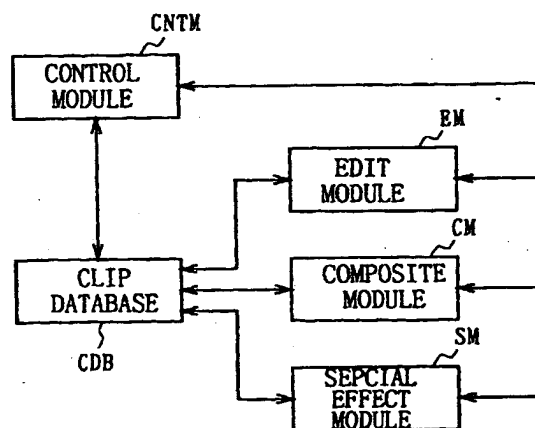 CNTM
CONTROL
MODULE
EM
EDIT
MODULE
CM
CLIP
DATABASE
COMPOSITE
MODULE
CDB
SM
SEPCIAL
EFFECT
MODULE